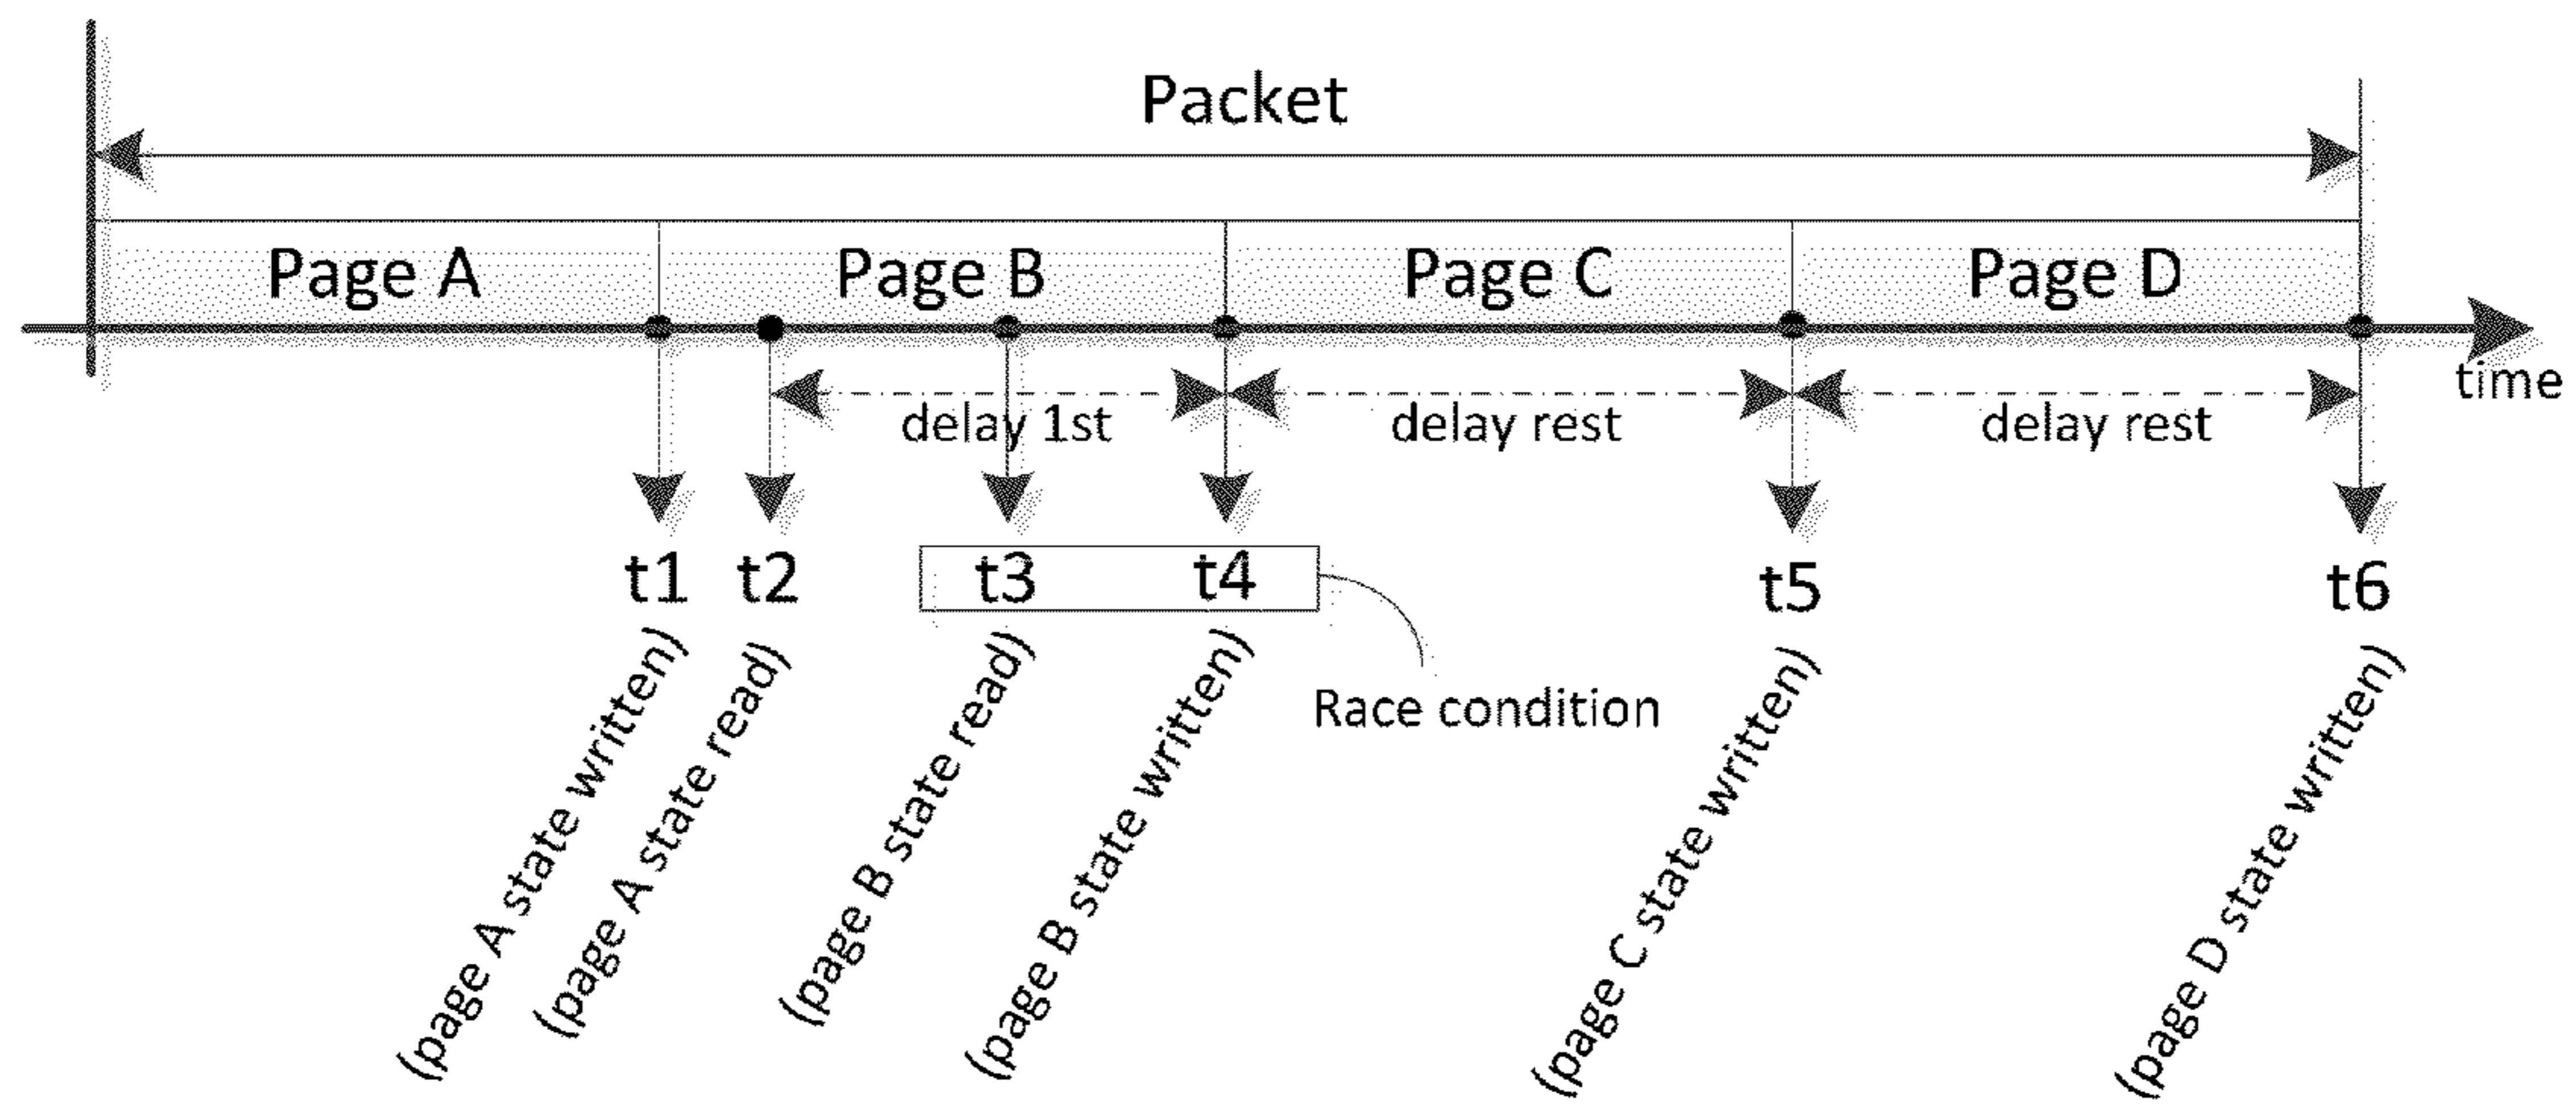 Packet
Page A
Page B
Page C
Page D
time
delay 1st
delay rest
delay rest
t1
t2
t3
t4
t5
t6
Race condition
(page A state written)
(page A state read)
(page B state read)
(page B state written)
(page C state written)
(page D state written)